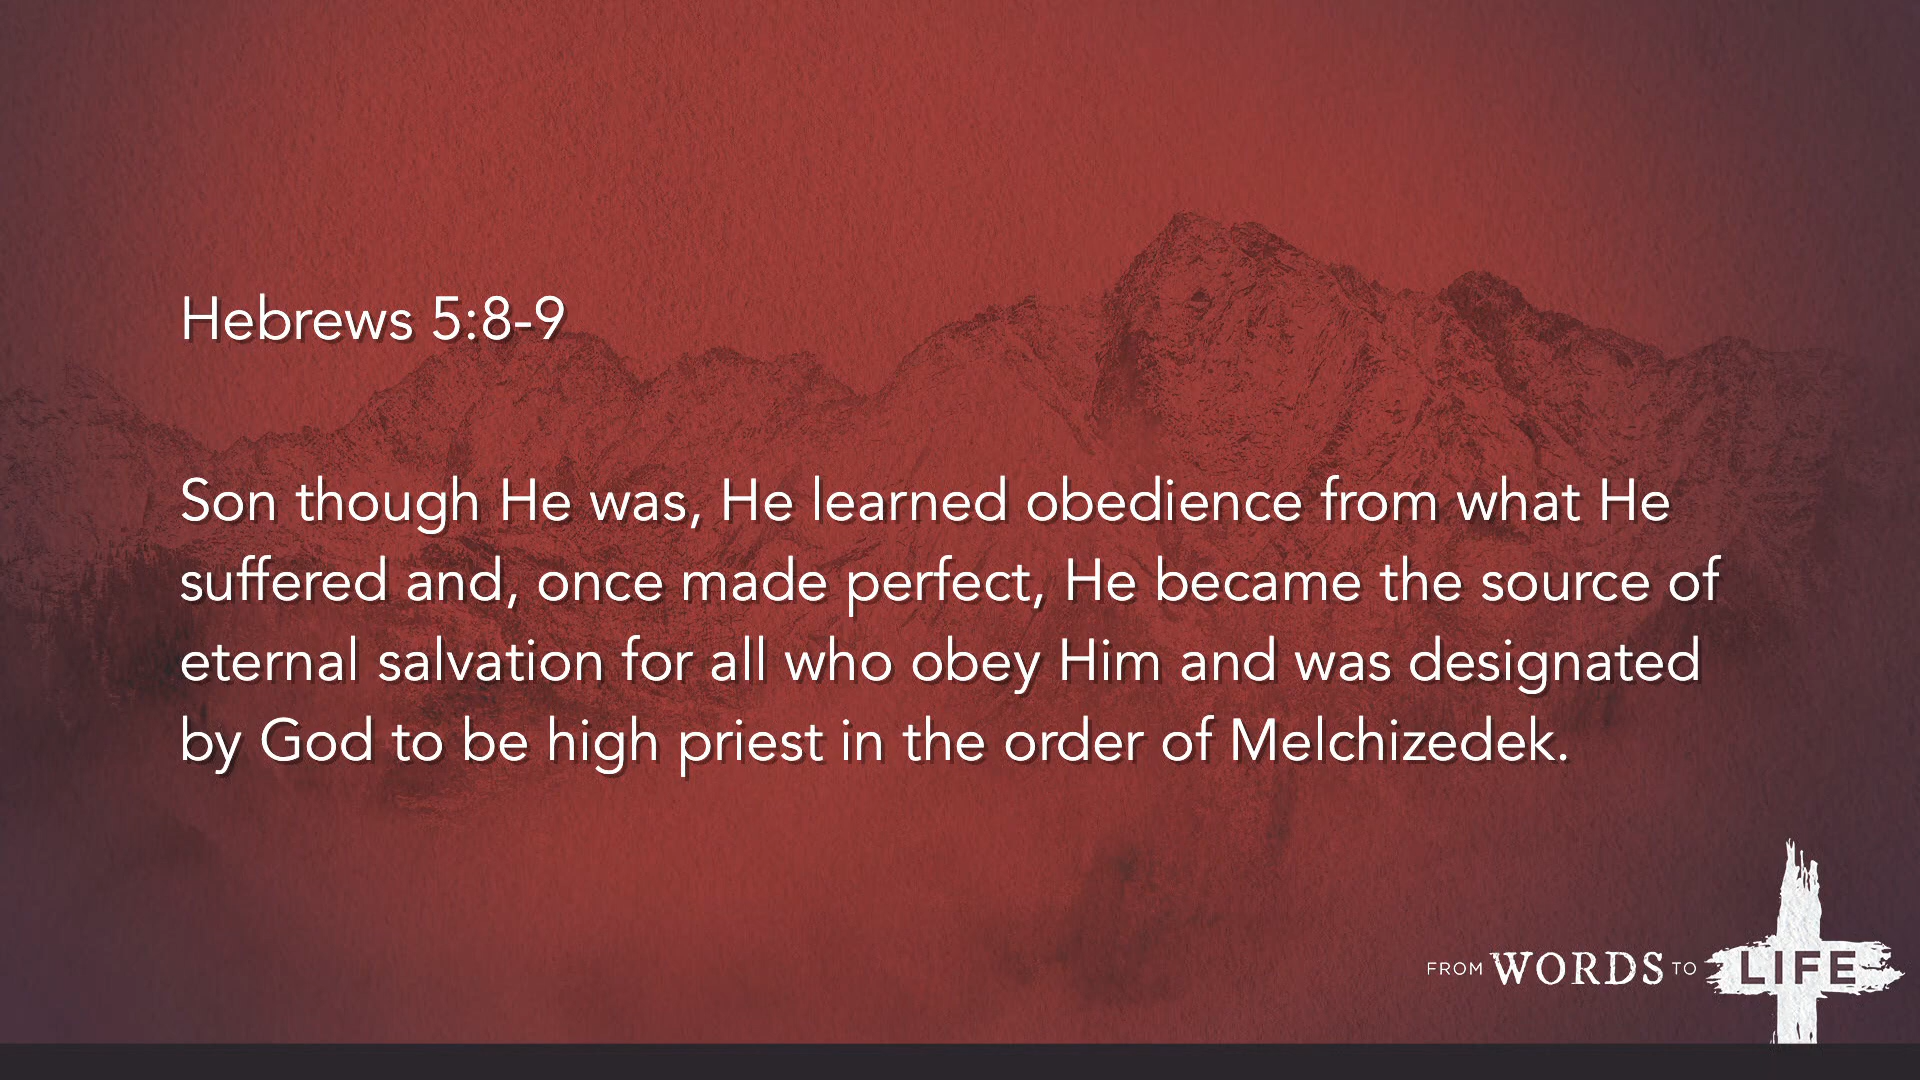 Hebrews 5:8-9
Son though He was, He learned obedience from what He
suffered and, once made perfect, He became the source of
eternal salvation for all who obey Him and was designated
by God to be high priest in the order of Melchizedek.
FROM WORDS TO LIFE